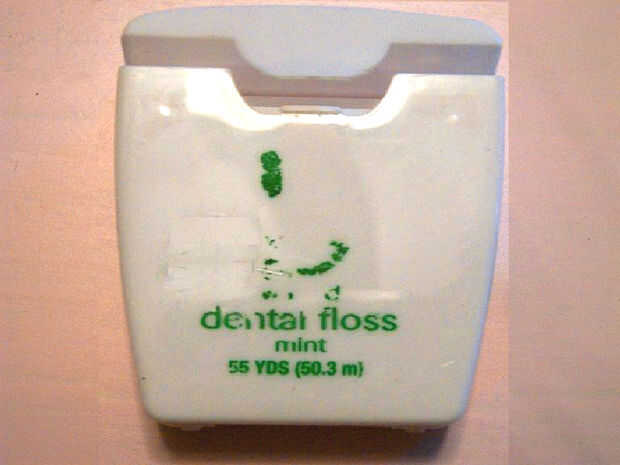 dental floss
mint
55 YDS (50.3 m)